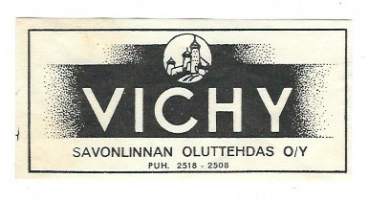 VICHY
SAVONLINNAN OLUTTEHDAS O/Y
PUH. 2518 - 2508